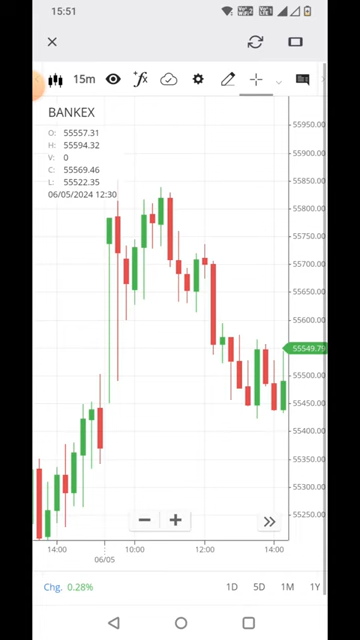 15:51
15m
BANKEX
O: 55557.31
H: 55594.32
V: 0
C: 55569.46
L: 55522.35
06/05/2024 12:30
55950.00
55900.00
55850.00
55800.00
55750.00
55700.00
55650.00
55600.00
55549.79
55500.00
55450.00
55400.00
55350.00
55300.00
55250.00
14:00 10:00 12:00 14:00
06/05
Chg. 0.28% 1D 5D 1M 1Y